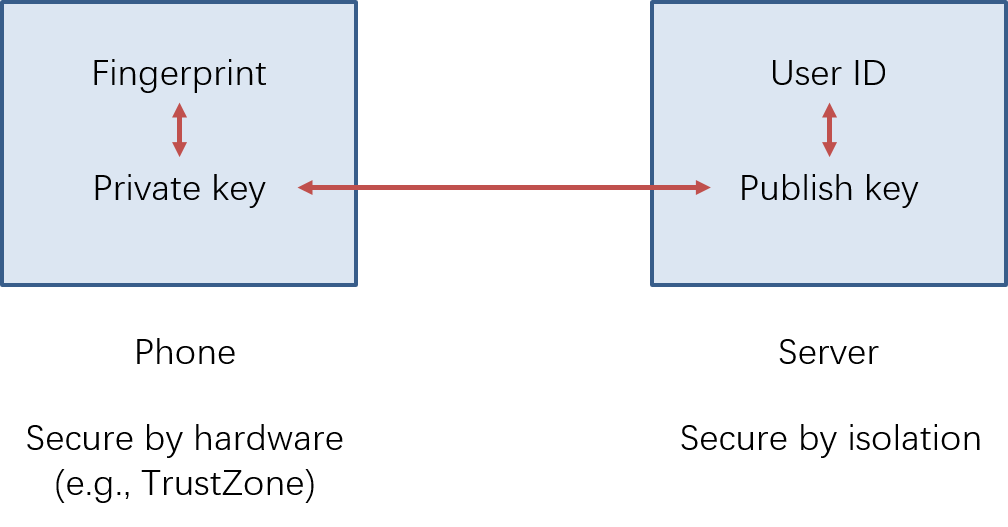 Fingerprint
Private key
User ID
Publish key
Phone
Server
Secure by hardware
(e.g., TrustZone)
Secure by isolation